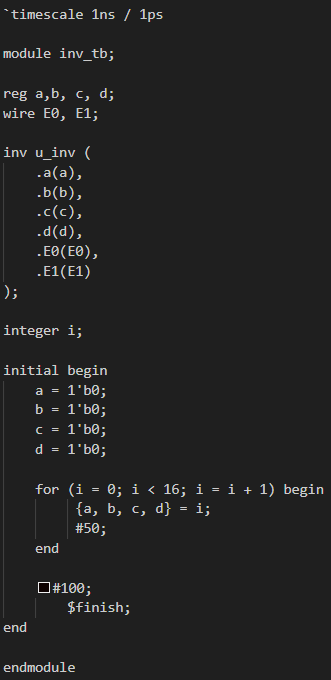 `timescale 1ns / 1ps
module inv_tb;
reg a,b, c, d;
wire E0, E1;
inv u_inv (
.a(a),
.b(b),
.c(c),
.d(d),
.E0(E0),
.E1(E1)
);
integer i;
initial begin
a = 1'b0;
b = 1'b0;
c = 1'b0;
d = 1'b0;
for (i = 0; i < 16; i = i + 1) begin
{a, b, c, d} = i;
#50;
end
#100;
$finish;
end
endmodule